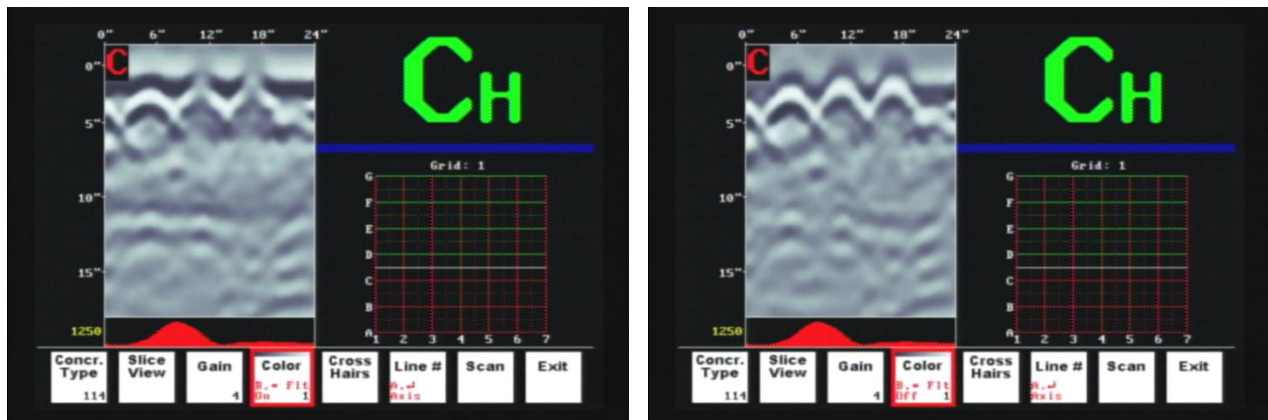 0" 6" 12" 18" 24"
C
0"
5"
10"
15"
1250
CH
Grid: 1
G
F
E
D
C
B
A
1 2 3 4 5 6 7
Concr. Type 114
Slice View
Gain 4
Color B.= Flt On 1
Cross Hairs
Line # A.↵ Axis
Scan
Exit
0" 6" 12" 18" 24"
C
0"
5"
10"
15"
1250
CH
Grid: 1
G
F
E
D
C
B
A
1 2 3 4 5 6 7
Concr. Type 114
Slice View
Gain 4
Color B.= Flt Off 1
Cross Hairs
Line # A.↵ Axis
Scan
Exit